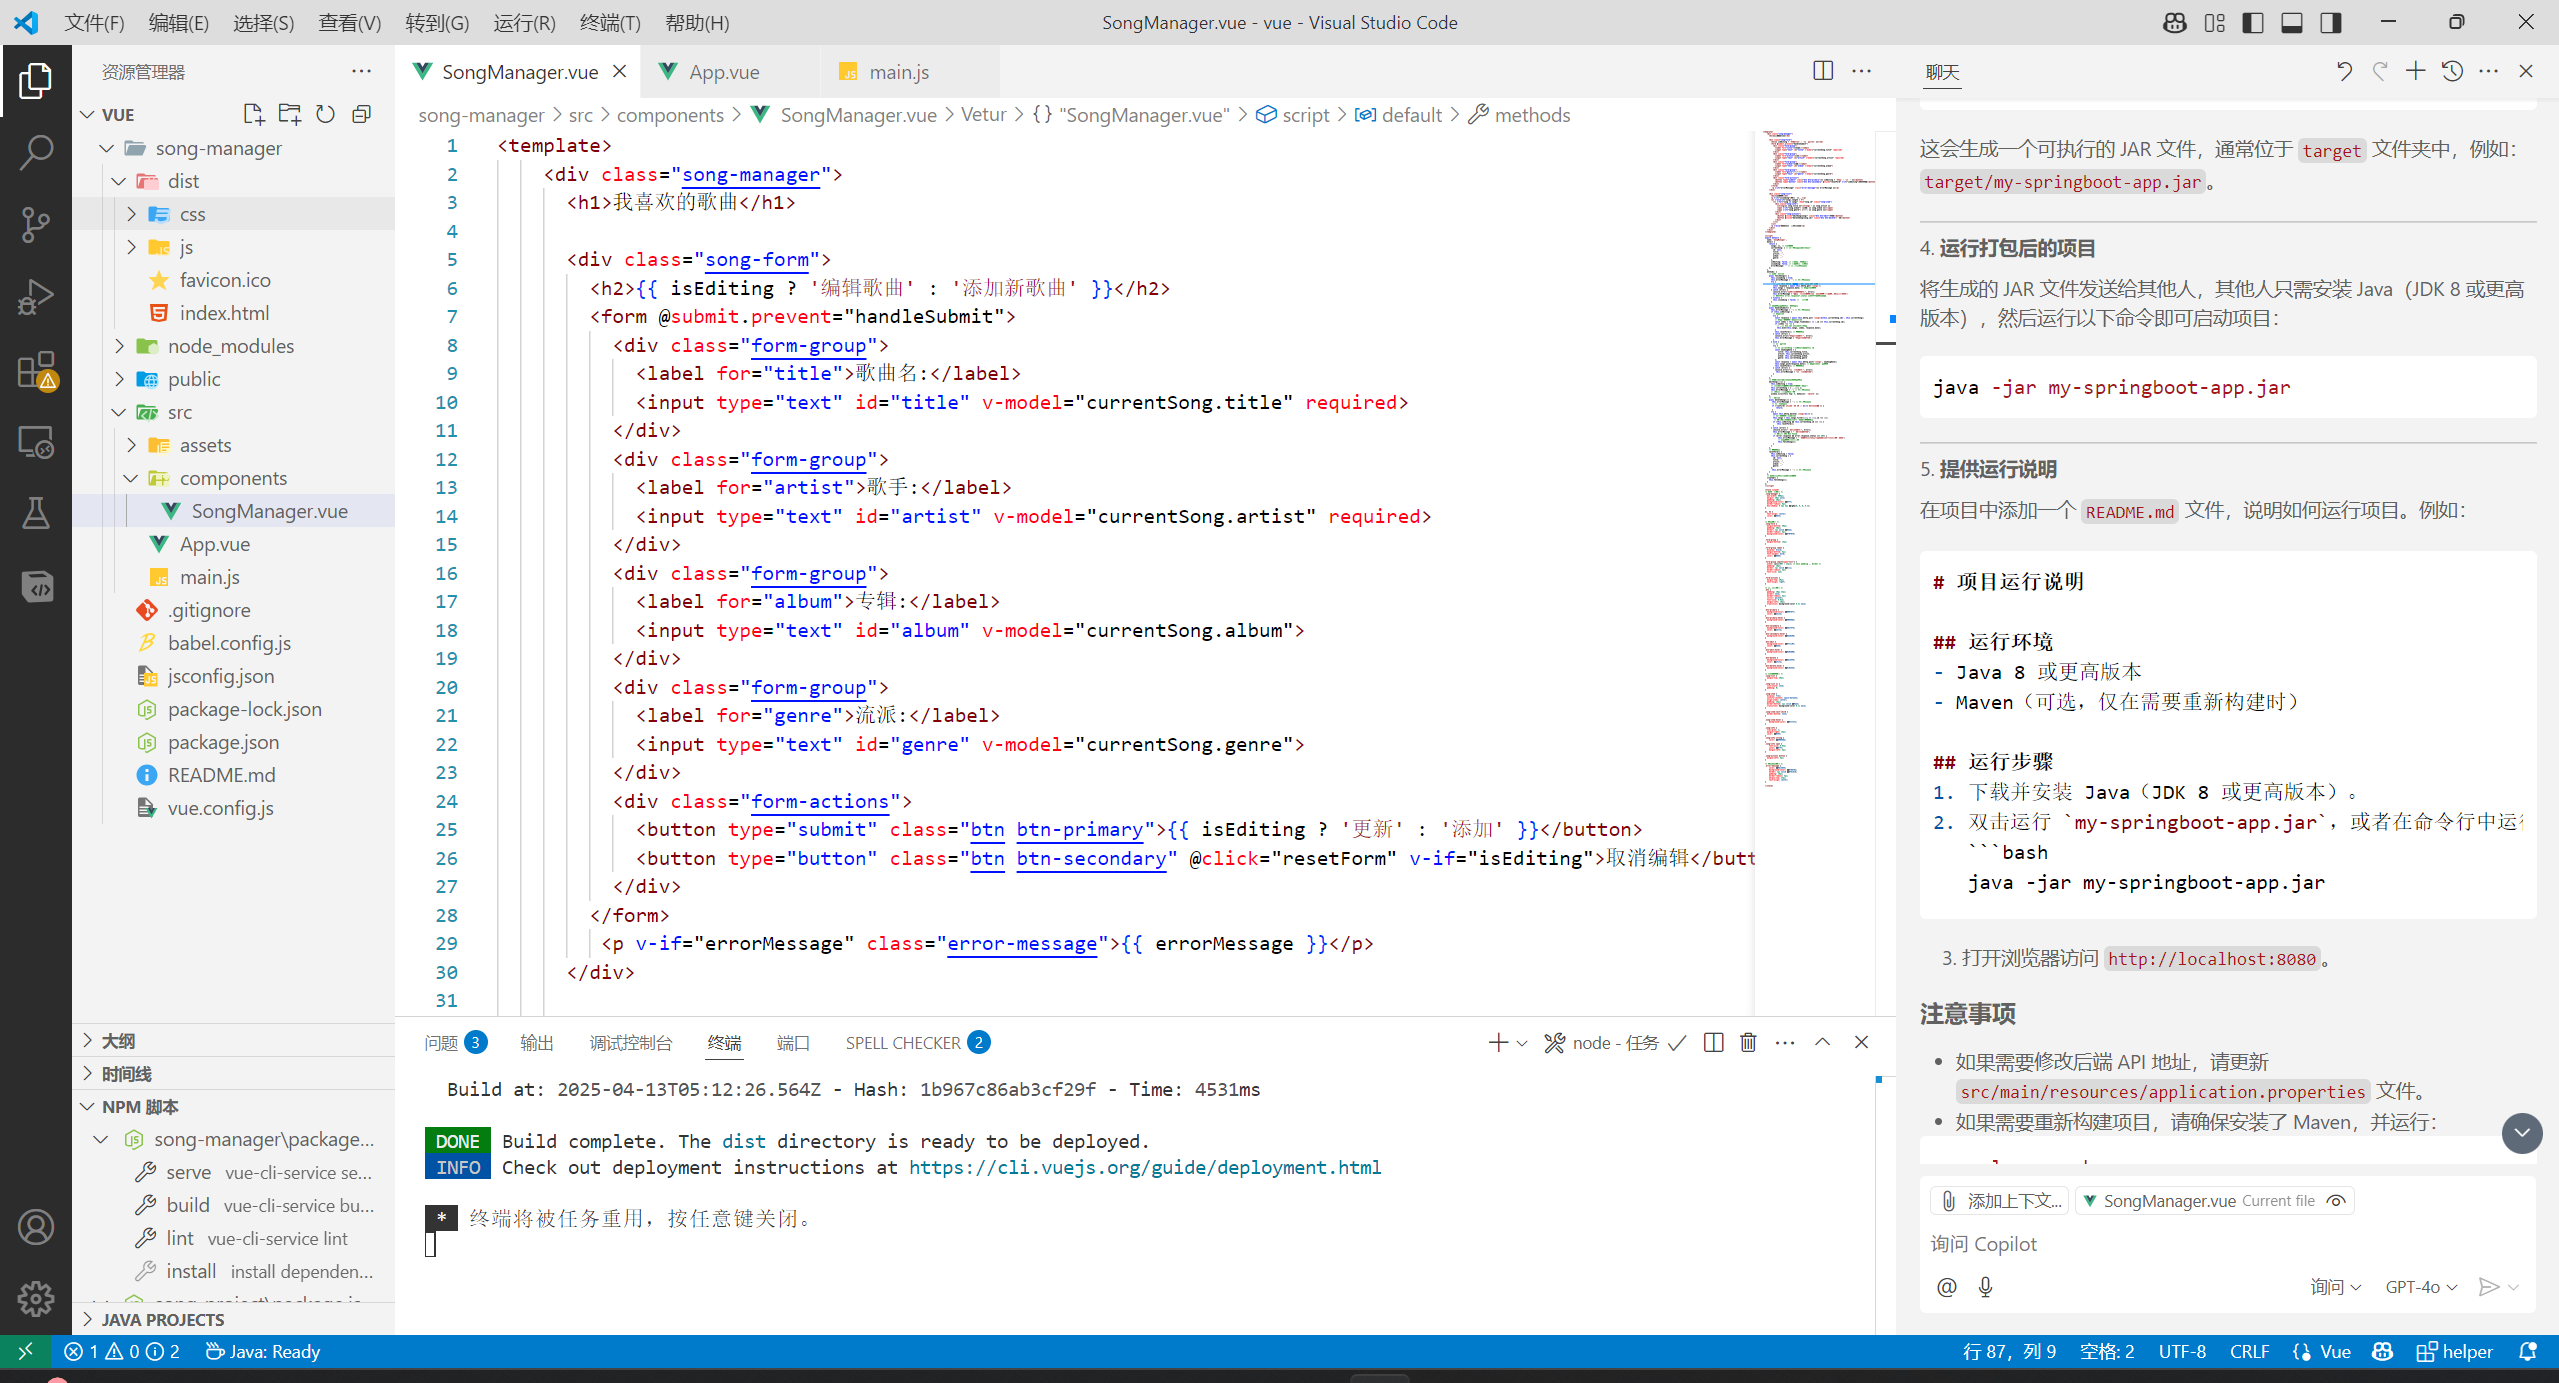 文件(F) 编辑(E) 选择(S) 查看(V) 转到(G) 运行(R) 终端(T) 帮助(H)
SongManager.vue - vue - Visual Studio Code
资源管理器
VUE
song-manager
dist
css
js
favicon.ico
index.html
node_modules
public
src
assets
components
SongManager.vue
App.vue
main.js
.gitignore
babel.config.js
jsconfig.json
package-lock.json
package.json
README.md
vue.config.js
大纲
时间线
NPM 脚本
song-manager\package...
serve vue-cli-service se...
build vue-cli-service bu...
lint vue-cli-service lint
install install dependen...
JAVA PROJECTS
SongManager.vue App.vue main.js
song-manager > src > components > SongManager.vue > Vetur > {} "SongManager.vue" > script > default > methods
1 <template>
2 <div class="song-manager">
3 <h1>我喜欢的歌曲</h1>
4
5 <div class="song-form">
6 <h2>{{ isEditing ? '编辑歌曲' : '添加新歌曲' }}</h2>
7 <form @submit.prevent="handleSubmit">
8 <div class="form-group">
9 <label for="title">歌曲名:</label>
10 <input type="text" id="title" v-model="currentSong.title" required>
11 </div>
12 <div class="form-group">
13 <label for="artist">歌手:</label>
14 <input type="text" id="artist" v-model="currentSong.artist" required>
15 </div>
16 <div class="form-group">
17 <label for="album">专辑:</label>
18 <input type="text" id="album" v-model="currentSong.album">
19 </div>
20 <div class="form-group">
21 <label for="genre">流派:</label>
22 <input type="text" id="genre" v-model="currentSong.genre">
23 </div>
24 <div class="form-actions">
25 <button type="submit" class="btn btn-primary">{{ isEditing ? '更新' : '添加' }}</button>
26 <button type="button" class="btn btn-secondary" @click="resetForm" v-if="isEditing">取消编辑</butt
27 </div>
28 </form>
29 <p v-if="errorMessage" class="error-message">{{ errorMessage }}</p>
30 </div>
31
问题 3 输出 调试控制台 终端 端口 SPELL CHECKER 2
node - 任务
Build at: 2025-04-13T05:12:26.564Z - Hash: 1b967c86ab3cf29f - Time: 4531ms
DONE Build complete. The dist directory is ready to be deployed.
INFO Check out deployment instructions at https://cli.vuejs.org/guide/deployment.html
* 终端将被任务重用，按任意键关闭。
聊天
这会生成一个可执行的 JAR 文件，通常位于 target 文件夹中，例如：
target/my-springboot-app.jar。
4. 运行打包后的项目
将生成的 JAR 文件发送给其他人，其他人只需安装 Java（JDK 8 或更高
版本），然后运行以下命令即可启动项目：
java -jar my-springboot-app.jar
5. 提供运行说明
在项目中添加一个 README.md 文件，说明如何运行项目。例如：
# 项目运行说明
## 运行环境
- Java 8 或更高版本
- Maven（可选，仅在需要重新构建时）
## 运行步骤
1. 下载并安装 Java（JDK 8 或更高版本）。
2. 双击运行 `my-springboot-app.jar`，或者在命令行中运行
```bash
java -jar my-springboot-app.jar
3. 打开浏览器访问 http://localhost:8080。
注意事项
• 如果需要修改后端 API 地址，请更新
src/main/resources/application.properties 文件。
• 如果需要重新构建项目，请确保安装了 Maven，并运行：
添加上下文... SongManager.vue Current file
询问 Copilot
@ 询问 GPT-4o
1 0 2 Java: Ready
行 87，列 9 空格: 2 UTF-8 CRLF Vue helper